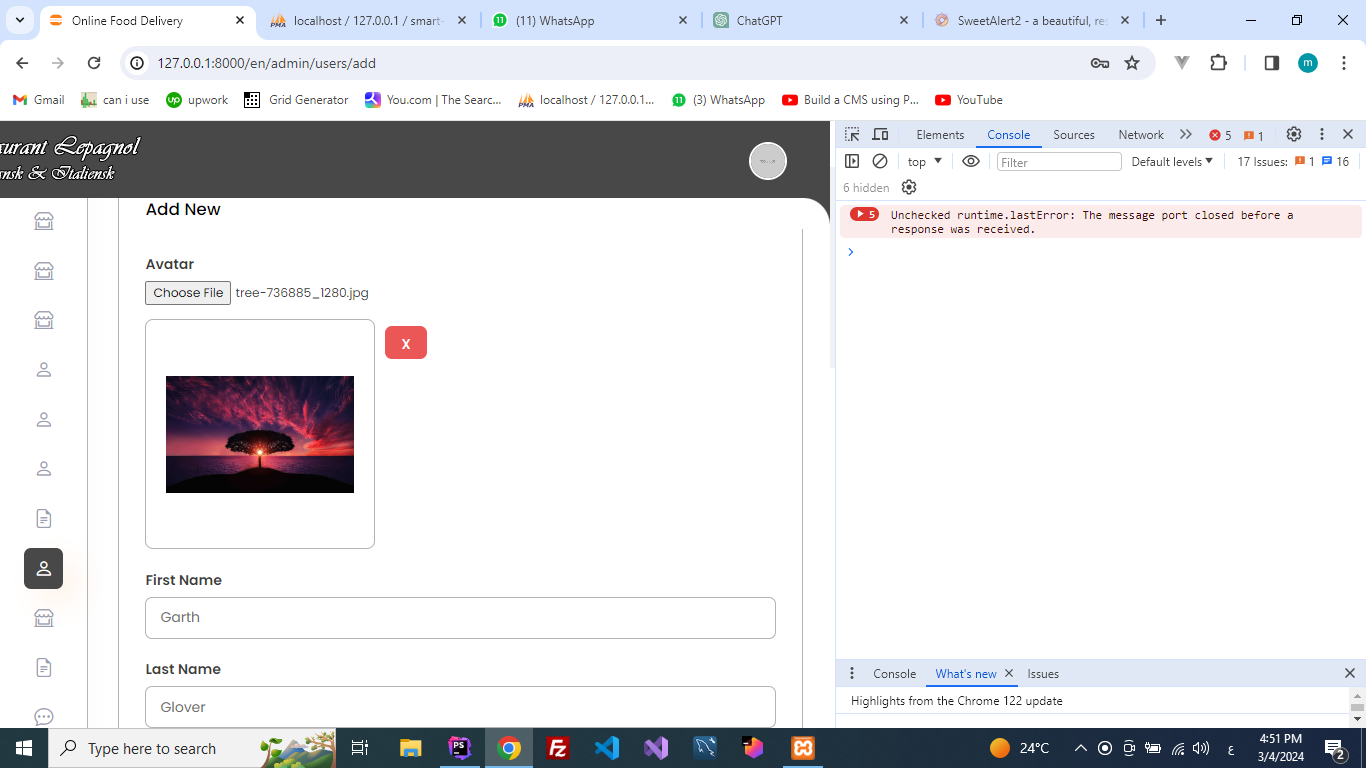 Online Food Delivery
localhost / 127.0.0.1 / smart-
(11) WhatsApp
ChatGPT
SweetAlert2 - a beautiful, re
127.0.0.1:8000/en/admin/users/add
m
Gmail
can i use
upwork
Grid Generator
You.com | The Searc...
localhost / 127.0.0.1...
(3) WhatsApp
Build a CMS using P...
YouTube
urant Lepagnol
nsk & Italiensk
Elements
Console
Sources
Network
5
1
top
Filter
Default levels
17 Issues:
1
16
6 hidden
5
Unchecked runtime.lastError: The message port closed before a
response was received.
Add New
Avatar
Choose File tree-736885_1280.jpg
X
First Name
Garth
Last Name
Glover
Console
What's new
Issues
Highlights from the Chrome 122 update
Type here to search
24°C
ع
4:51 PM
3/4/2024
2